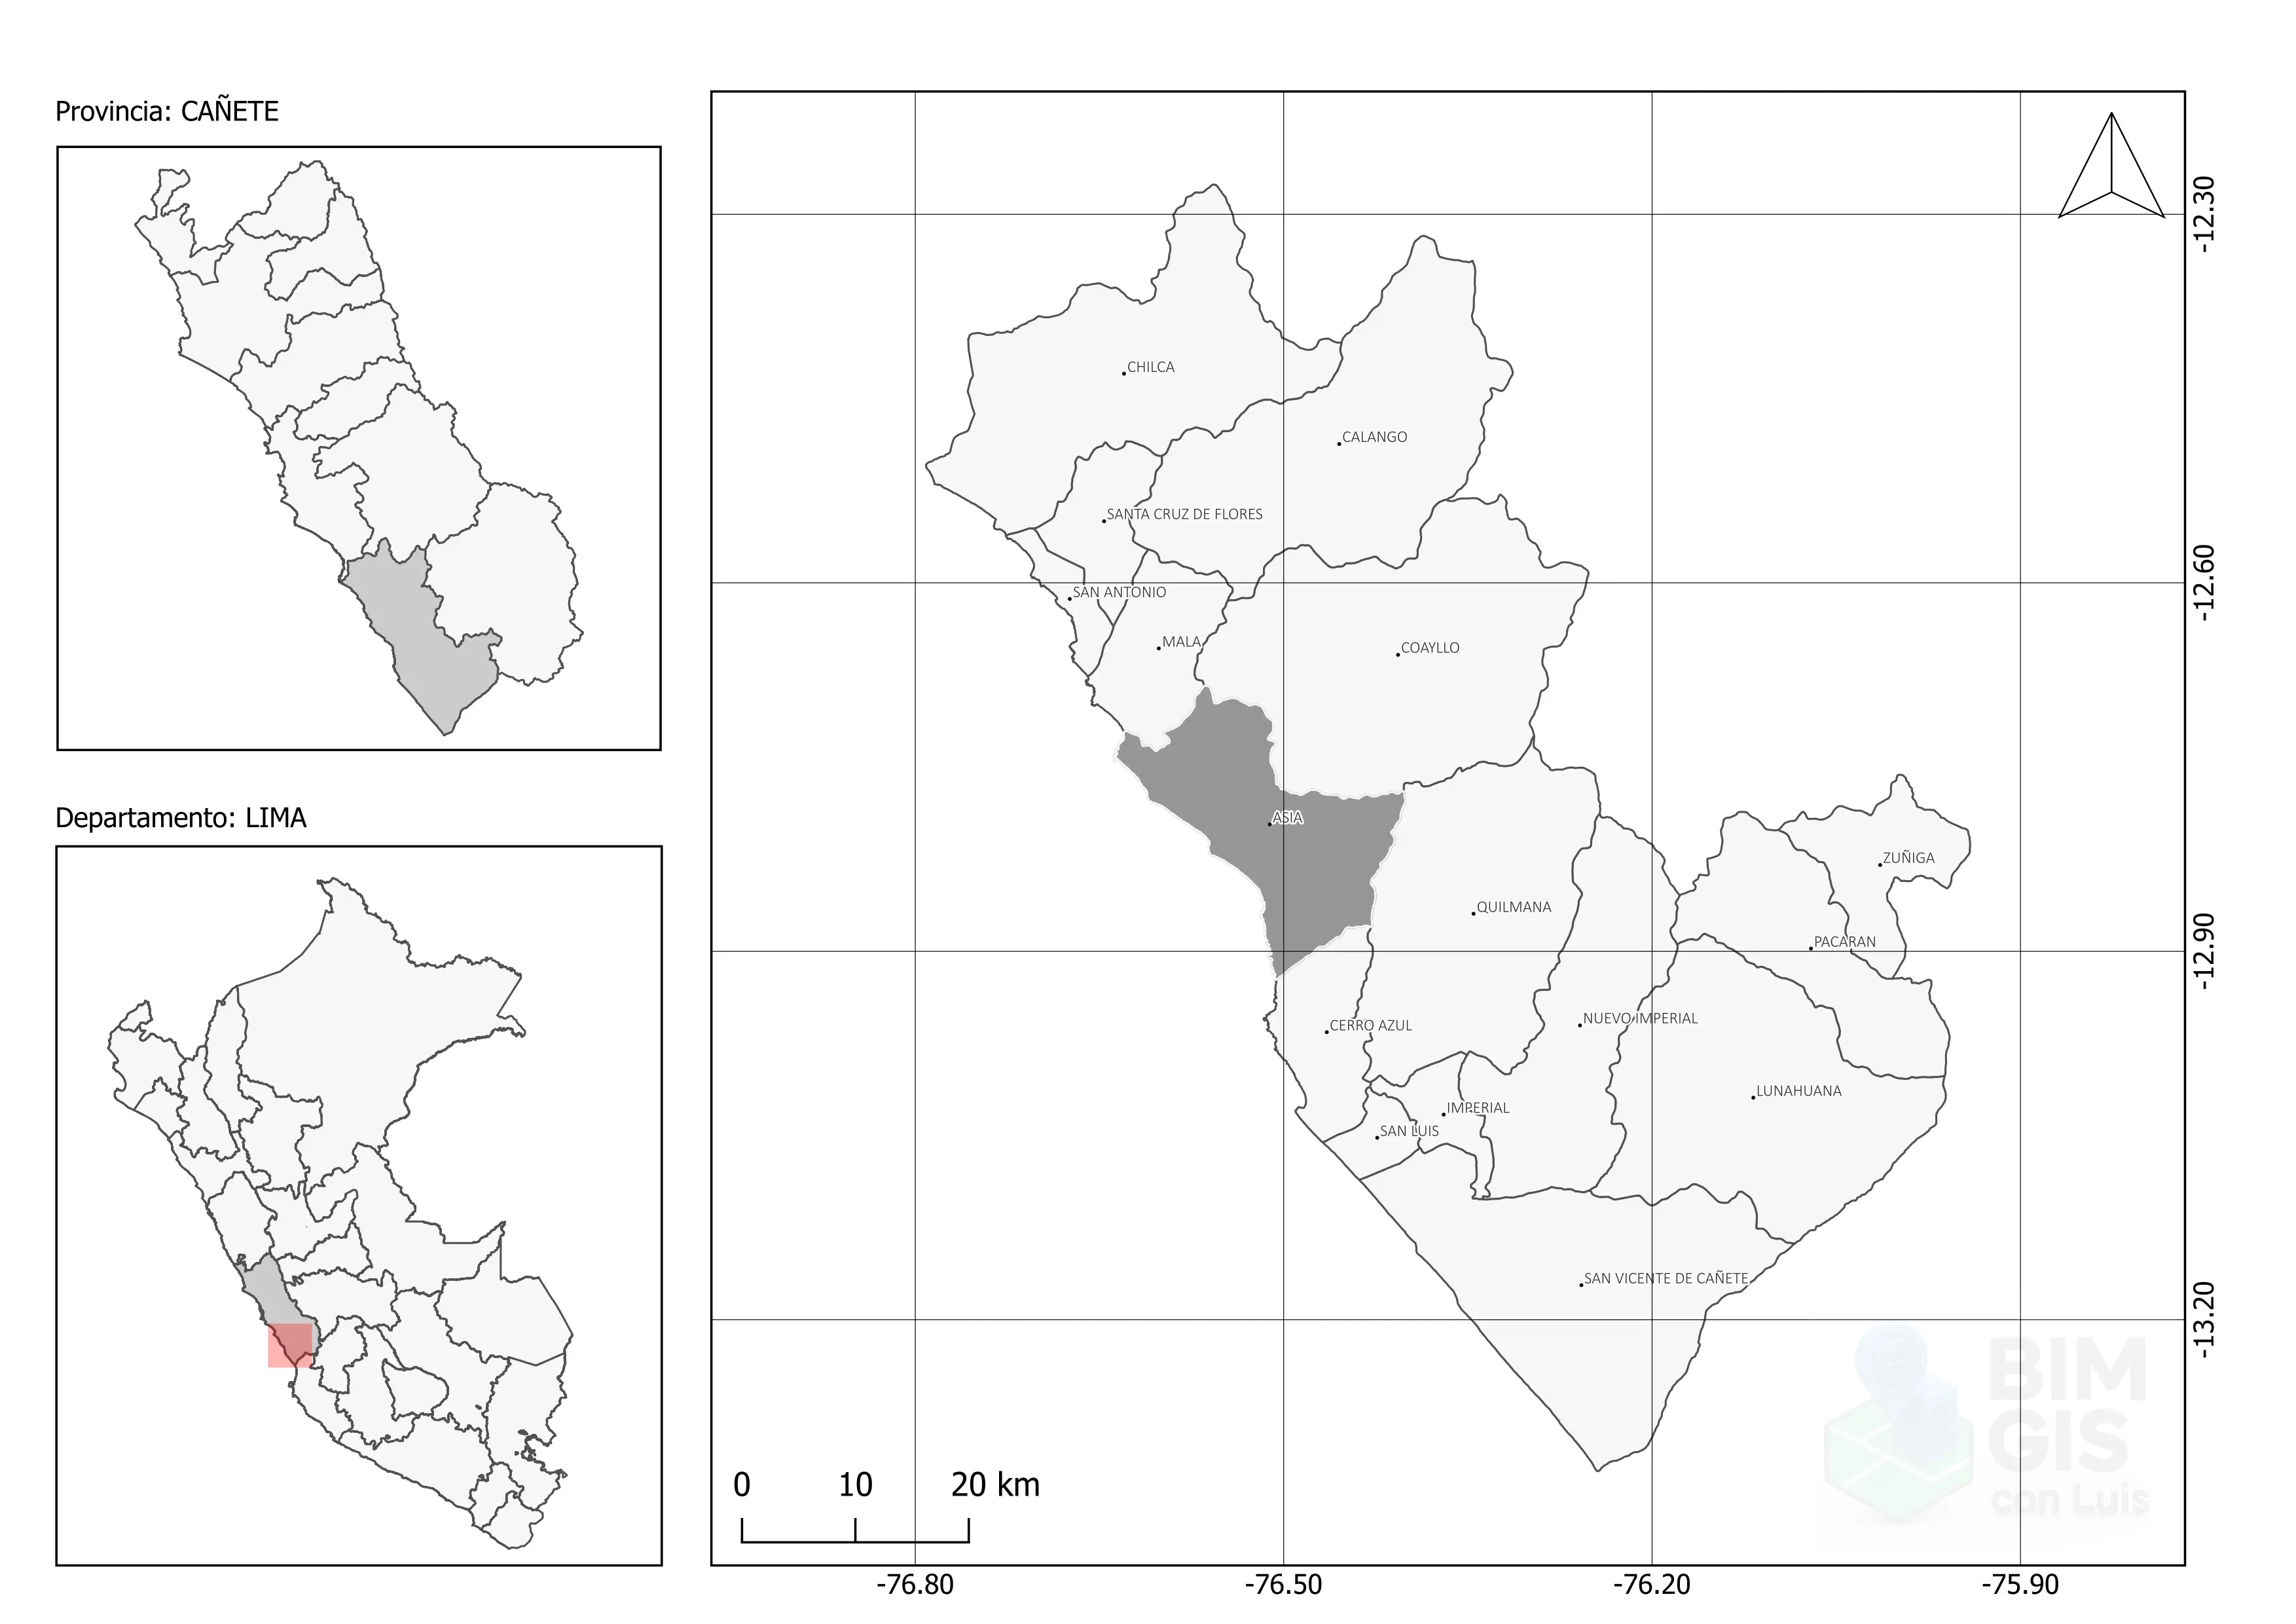 Provincia: CAÑETE
Departamento: LIMA
-12.30
CHILCA
CALANGO
SANTA CRUZ DE FLORES
-12.60
SAN ANTONIO
MALA
COAYLLO
ASIA
ZUÑIGA
QUILMANA
PACARAN
-12.90
NUEVO IMPERIAL
CERRO AZUL
LUNAHUANA
IMPERIAL
SAN LUIS
SAN VICENTE DE CAÑETE
-13.20
BIM
GIS
con Luis
0 10 20 km
-76.80 -76.50 -76.20 -75.90